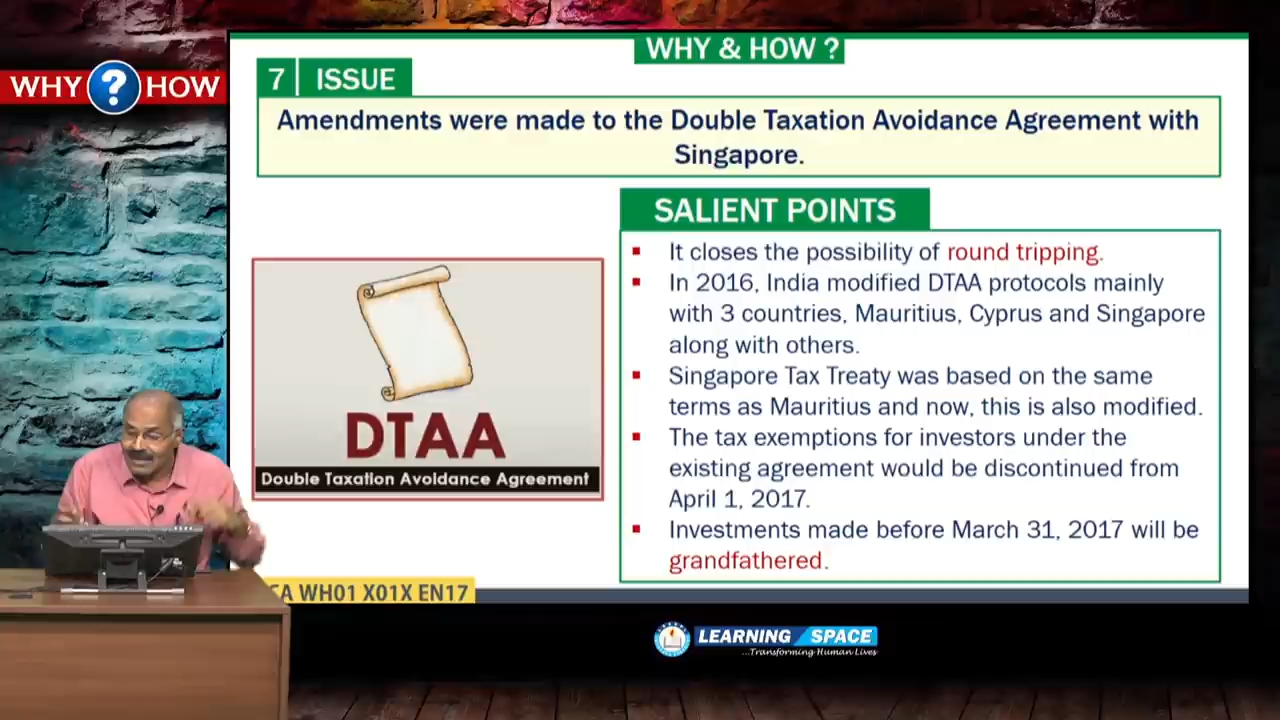 WHY & HOW ?
WHY ? HOW
7 ISSUE
Amendments were made to the Double Taxation Avoidance Agreement with
Singapore.
SALIENT POINTS
It closes the possibility of round tripping.
In 2016, India modified DTAA protocols mainly
with 3 countries, Mauritius, Cyprus and Singapore
along with others.
Singapore Tax Treaty was based on the same
terms as Mauritius and now, this is also modified.
The tax exemptions for investors under the
existing agreement would be discontinued from
April 1, 2017.
Investments made before March 31, 2017 will be
grandfathered.
DTAA
Double Taxation Avoidance Agreement
CA WH01 X01X EN17
LEARNING SPACE
...Transforming Human Lives